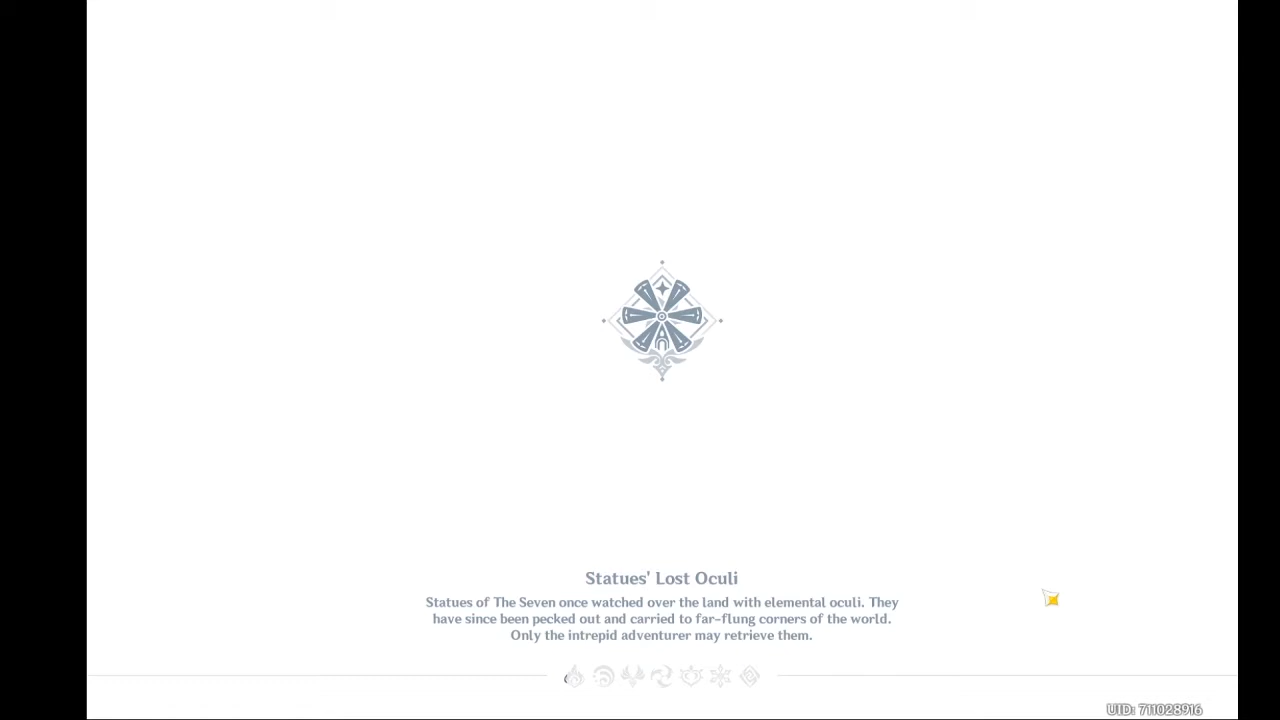 Statues' Lost Oculi
Statues of The Seven once watched over the land with elemental oculi. They
have since been pecked out and carried to far-flung corners of the world.
Only the intrepid adventurer may retrieve them.
UID: 711028916